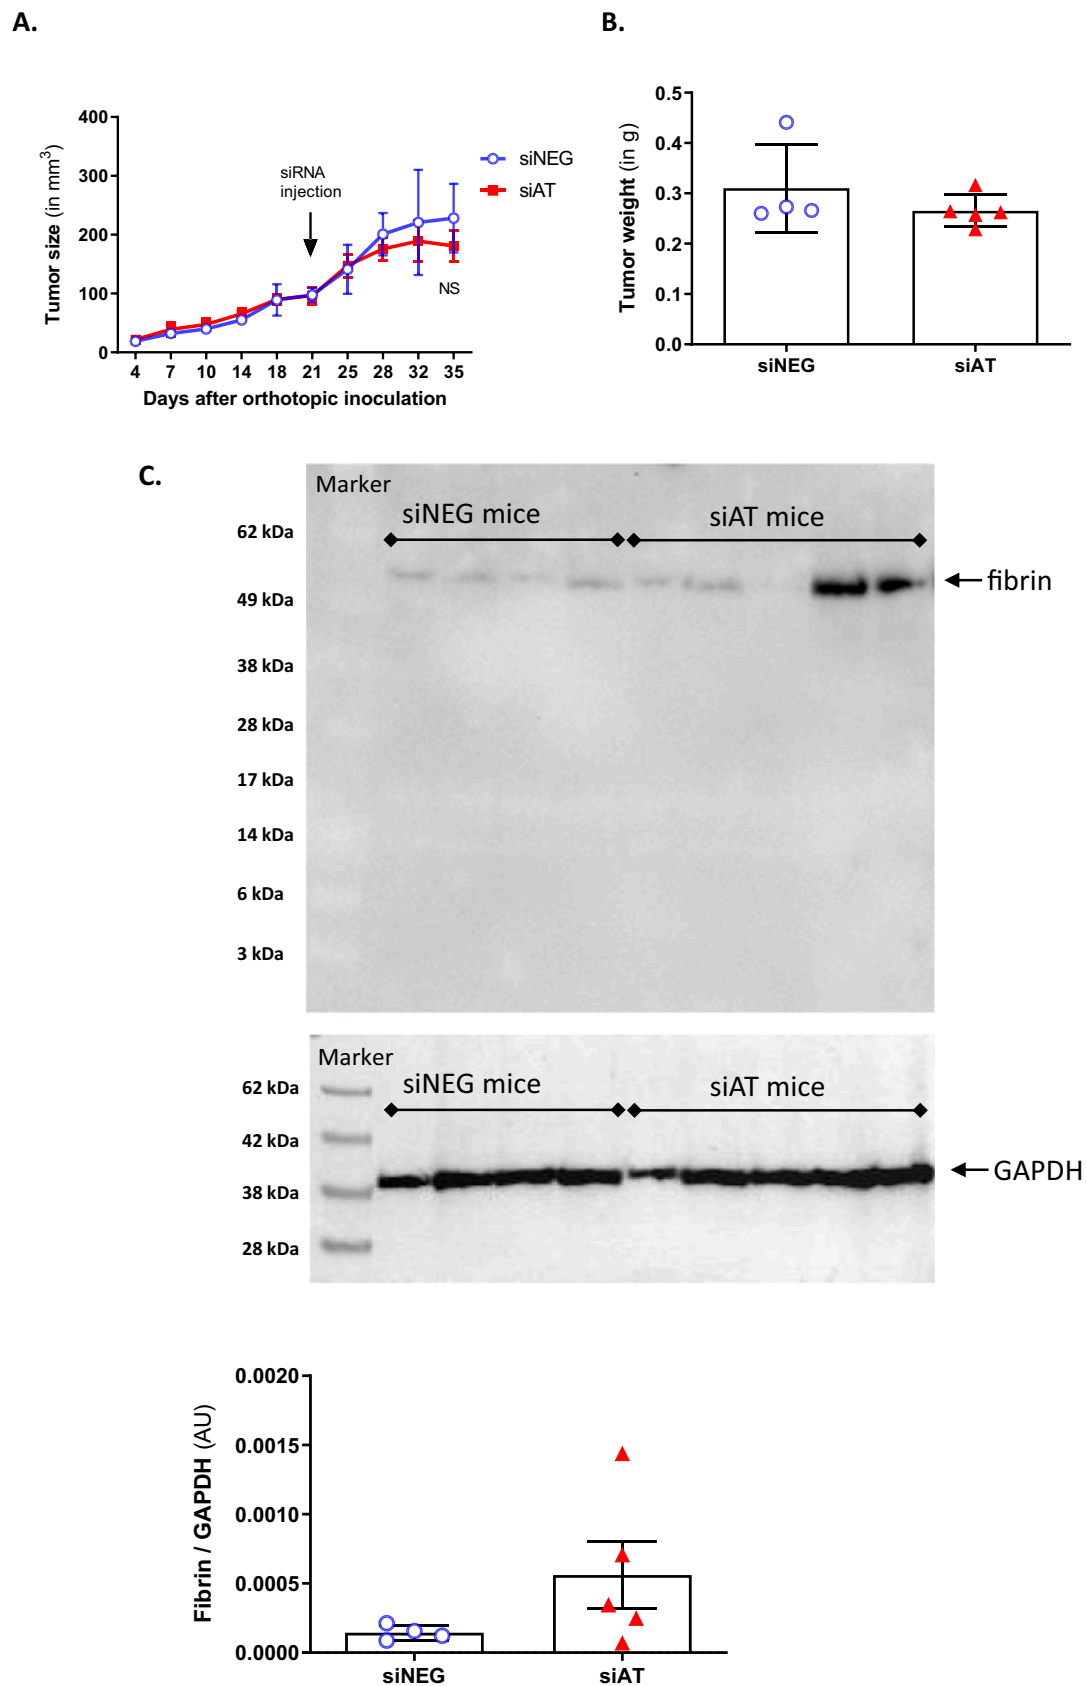 A.
400
300
200
100
0
Tumor size (in mm³)
siRNA
injection
siNEG
siAT
NS
4 7 10 14 18 21 25 28 32 35
Days after orthotopic inoculation
B.
0.5
0.4
0.3
0.2
0.1
0.0
Tumor weight (in g)
siNEG siAT
C.
Marker
siNEG mice siAT mice
62 kDa
49 kDa
38 kDa
28 kDa
17 kDa
14 kDa
6 kDa
3 kDa
fibrin
Marker
siNEG mice siAT mice
62 kDa
42 kDa
38 kDa
28 kDa
GAPDH
0.0020
0.0015
0.0010
0.0005
0.0000
Fibrin / GAPDH (AU)
siNEG siAT